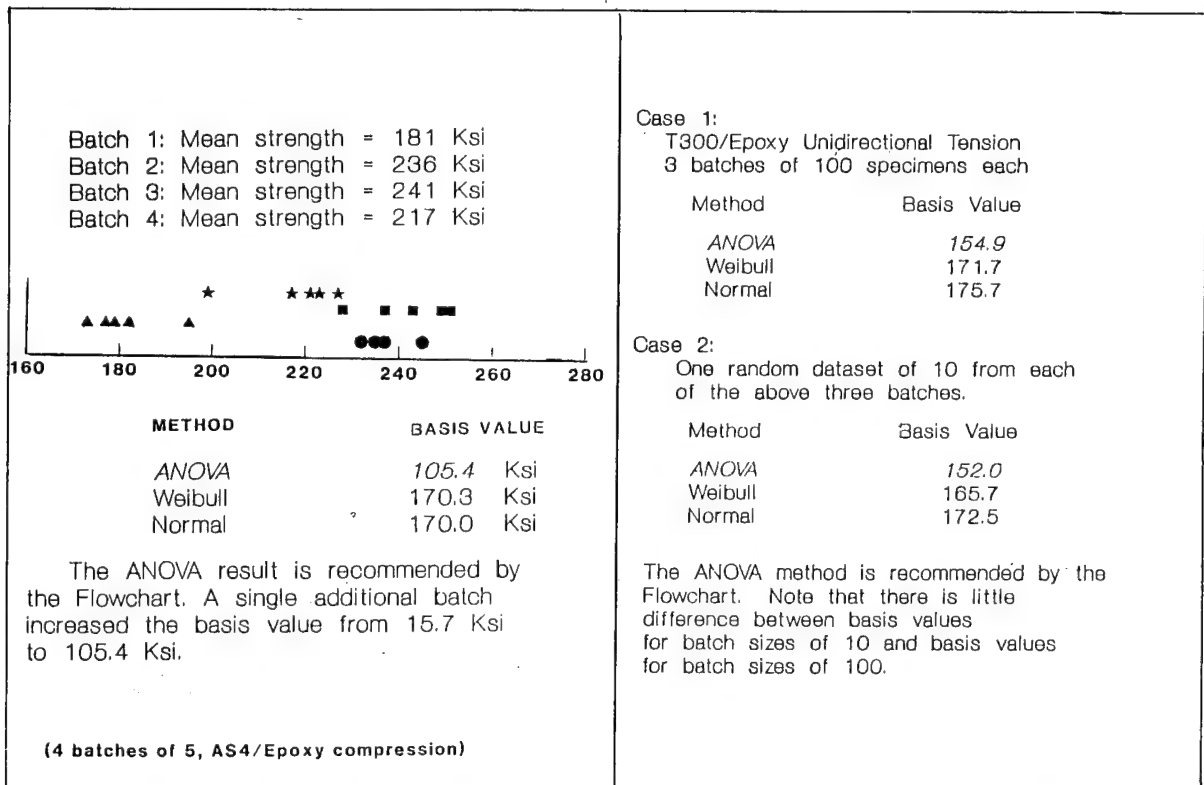 Batch 1: Mean strength = 181 Ksi
Batch 2: Mean strength = 236 Ksi
Batch 3: Mean strength = 241 Ksi
Batch 4: Mean strength = 217 Ksi
160 180 200 220 240 260 280
METHOD BASIS VALUE
ANOVA 105.4 Ksi
Weibull 170.3 Ksi
Normal 170.0 Ksi
The ANOVA result is recommended by
the Flowchart. A single additional batch
increased the basis value from 15.7 Ksi
to 105.4 Ksi.
(4 batches of 5, AS4/Epoxy compression)
Case 1:
T300/Epoxy Unidirectional Tension
3 batches of 100 specimens each
Method Basis Value
ANOVA 154.9
Weibull 171.7
Normal 175.7
Case 2:
One random dataset of 10 from each
of the above three batches.
Method Basis Value
ANOVA 152.0
Weibull 165.7
Normal 172.5
The ANOVA method is recommended by the
Flowchart. Note that there is little
difference between basis values
for batch sizes of 10 and basis values
for batch sizes of 100.